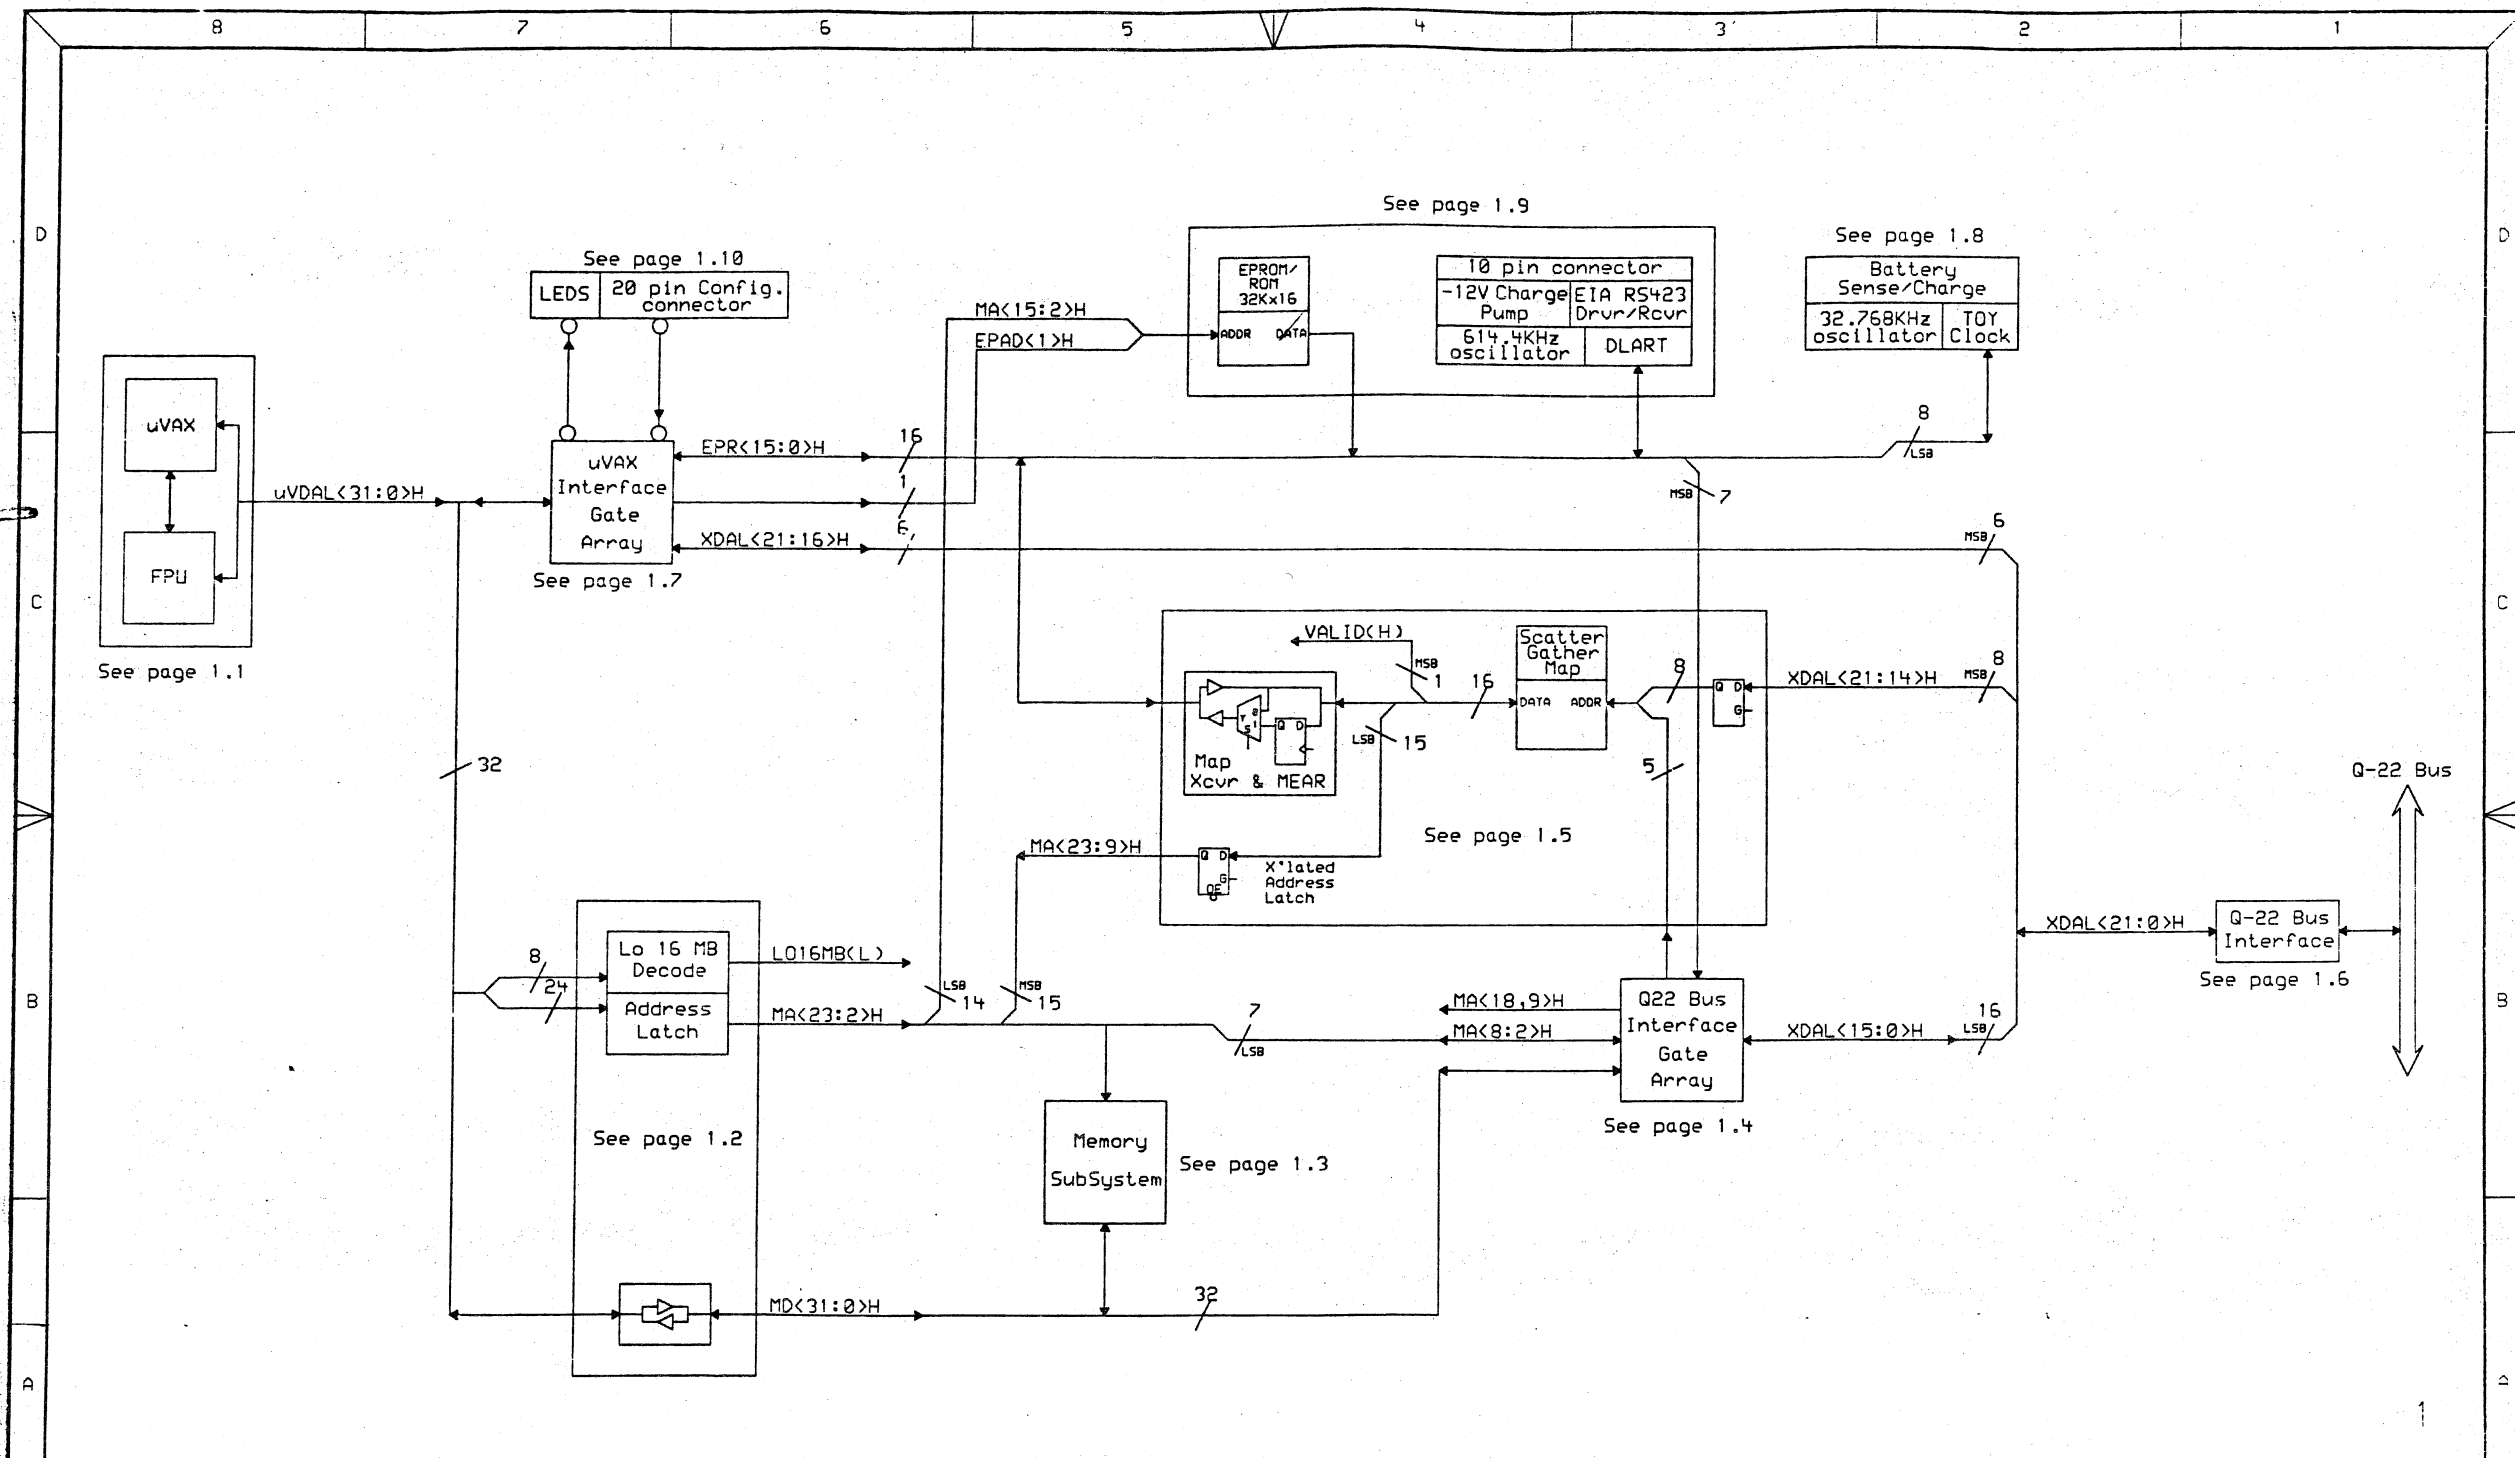 8 7 6 5 4 3 2 1
See page 1.9
D
D
See page 1.8
See page 1.10
LEDS
20 pin Config.
connector
EPROM/
ROM
32Kx16
ADDR
DATA
10 pin connector
-12V Charge
Pump
EIA RS423
Drvr/Rcvr
614.4KHz
oscillator
DLART
Battery
Sense/Charge
32.768KHz
oscillator
TOY
Clock
MA<15:2>H
EPAD<1>H
uVAX
FPU
See page 1.1
uVDAL<31:0>H
uVAX
Interface
Gate
Array
See page 1.7
EPR<15:0>H
16
1
XDAL<21:16>H
6
8
LSB
MSB
7
MSB
6
C
C
VALID(H)
MSB
1
16
LSB
15
Scatter
Gather
Map
DATA
ADDR
8
Q D
G
XDAL<21:14>H
MSB
8
Y
0
1
S
Q D
Map
Xcvr & MEAR
5
32
Q-22 Bus
See page 1.5
MA<23:9>H
Q D
G
OE
X'lated
Address
Latch
8
24
Lo 16 MB
Decode
Address
Latch
LO16MB(L)
MA<23:2>H
LSB
14
MSB
15
7
LSB
MA<18,9>H
MA<8:2>H
Q22 Bus
Interface
Gate
Array
See page 1.4
XDAL<15:0>H
16
LSB
XDAL<21:0>H
Q-22 Bus
Interface
See page 1.6
B
B
See page 1.2
Memory
SubSystem
See page 1.3
MD<31:0>H
32
A
A
1